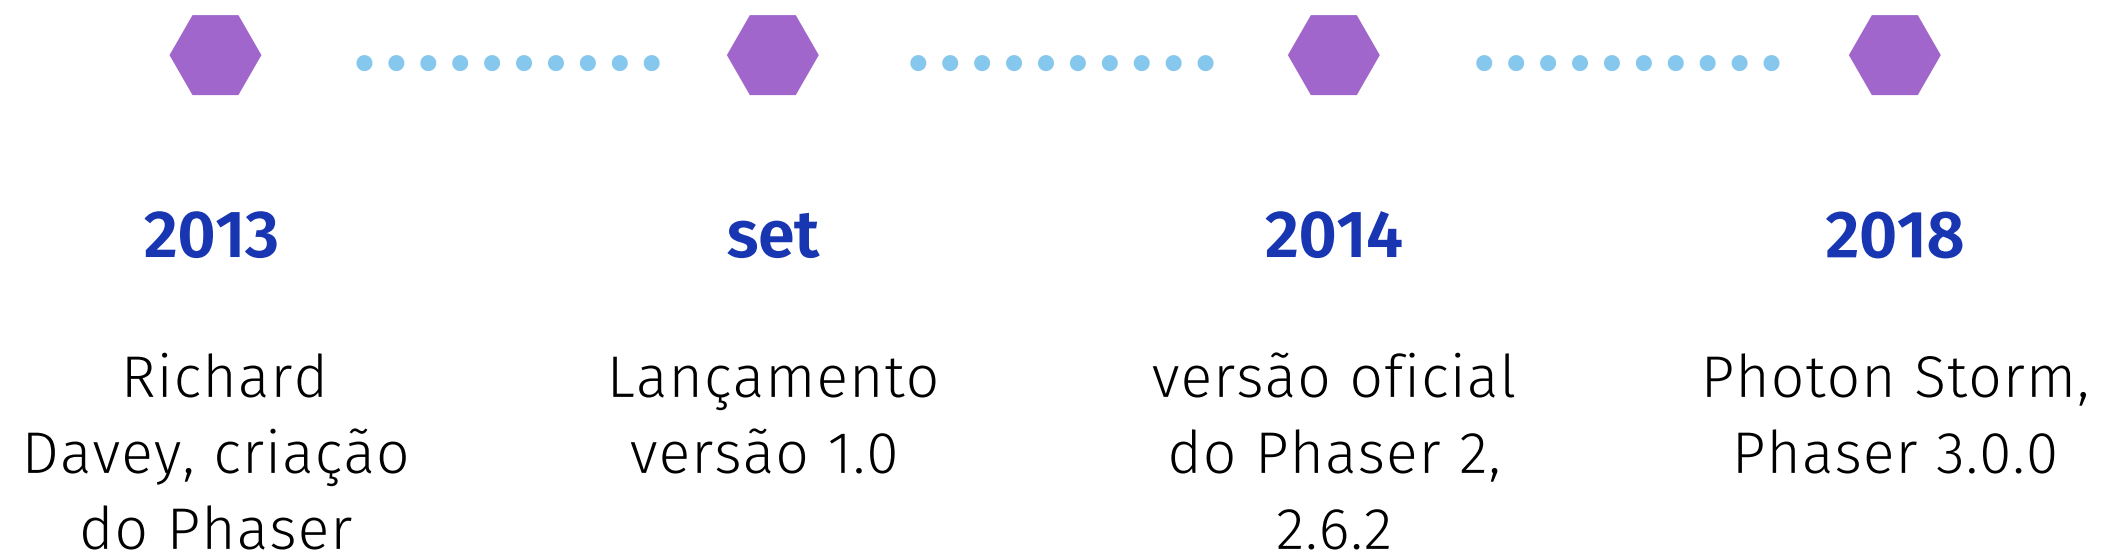 2013
Richard
Davey, criação
do Phaser
set
Lançamento
versão 1.0
2014
versão oficial
do Phaser 2,
2.6.2
2018
Photon Storm,
Phaser 3.0.0